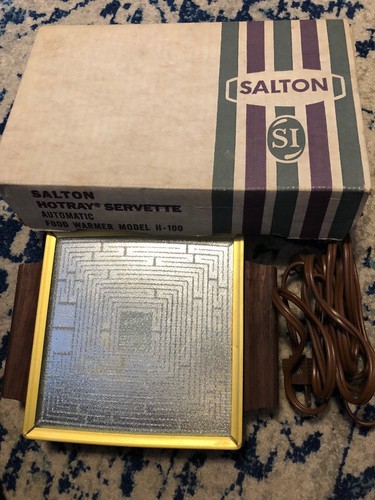 SALTON
SI
SALTON
HOTRAY® SERVETTE
AUTOMATIC
FOOD WARMER MODEL H-100